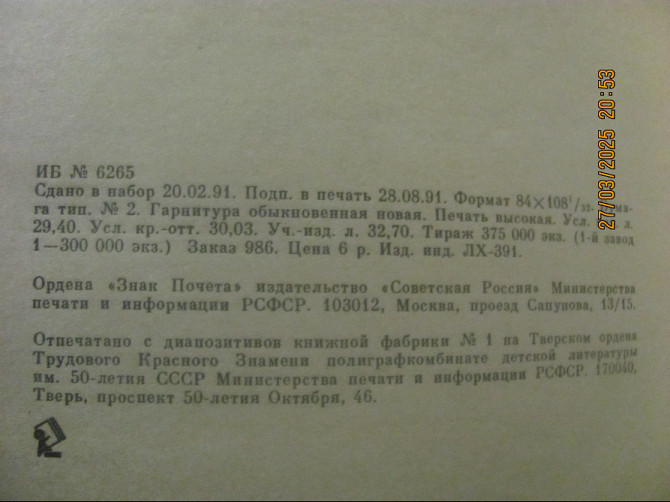 ИБ № 6265
Сдано в набор 20.02.91. Подп. в печать 28.08.91. Формат 84×108¹/₃₂.
га тип. № 2. Гарнитура обыкновенная новая. Печать высокая. Усл. л.
29,40. Усл. кр.-отт. 30,03. Уч.-изд. л. 32,70. Тираж 375 000 экз. (1-й завод
1—300 000 экз.) Заказ 986. Цена 6 р. Изд. инд. ЛХ-391.
Ордена «Знак Почета» издательство «Советская Россия» Министерства
печати и информации РСФСР. 103012, Москва, проезд Сапунова, 13/15.
Отпечатано с диапозитивов книжной фабрики № 1 на Тверском ордена
Трудового Красного Знамени полиграфкомбинате детской литературы
им. 50-летия СССР Министерства печати и информации РСФСР. 170040,
Тверь, проспект 50-летия Октября, 46.
27/03/2025 20:53